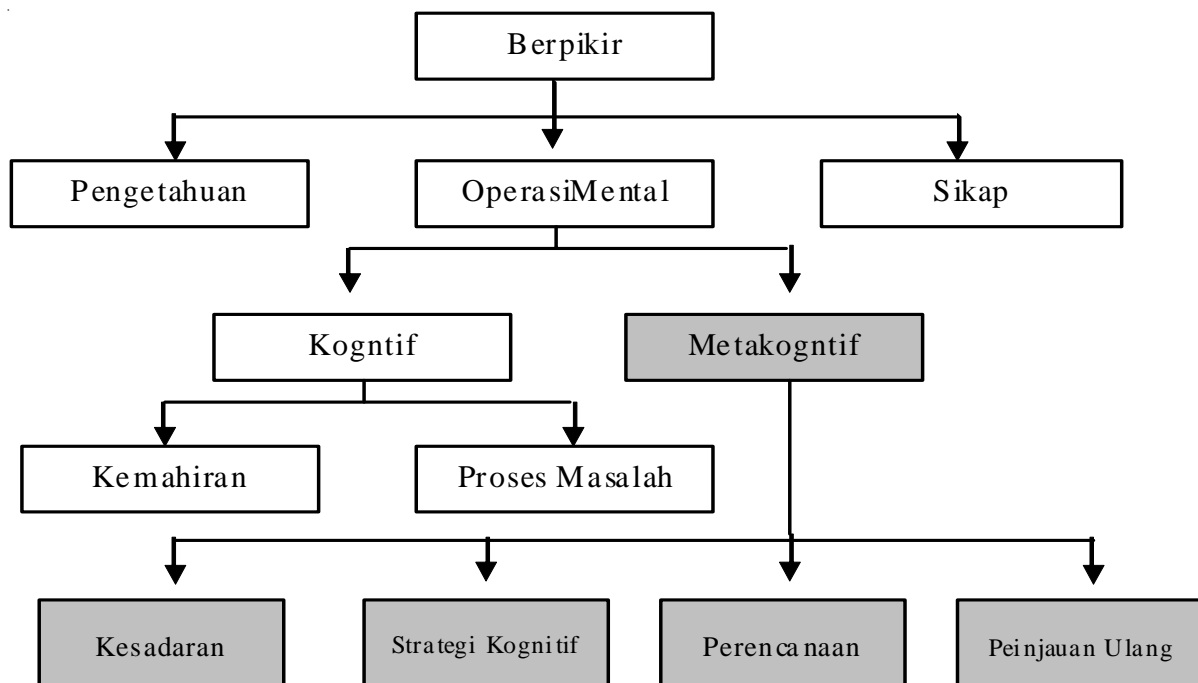 Berpikir
Pengetahuan
OperasiMental
Sikap
Kogntif
Metakogntif
Kemahiran
Proses Masalah
Kesadaran
Strategi Kognitif
Perencanaan
Peinjauan Ulang